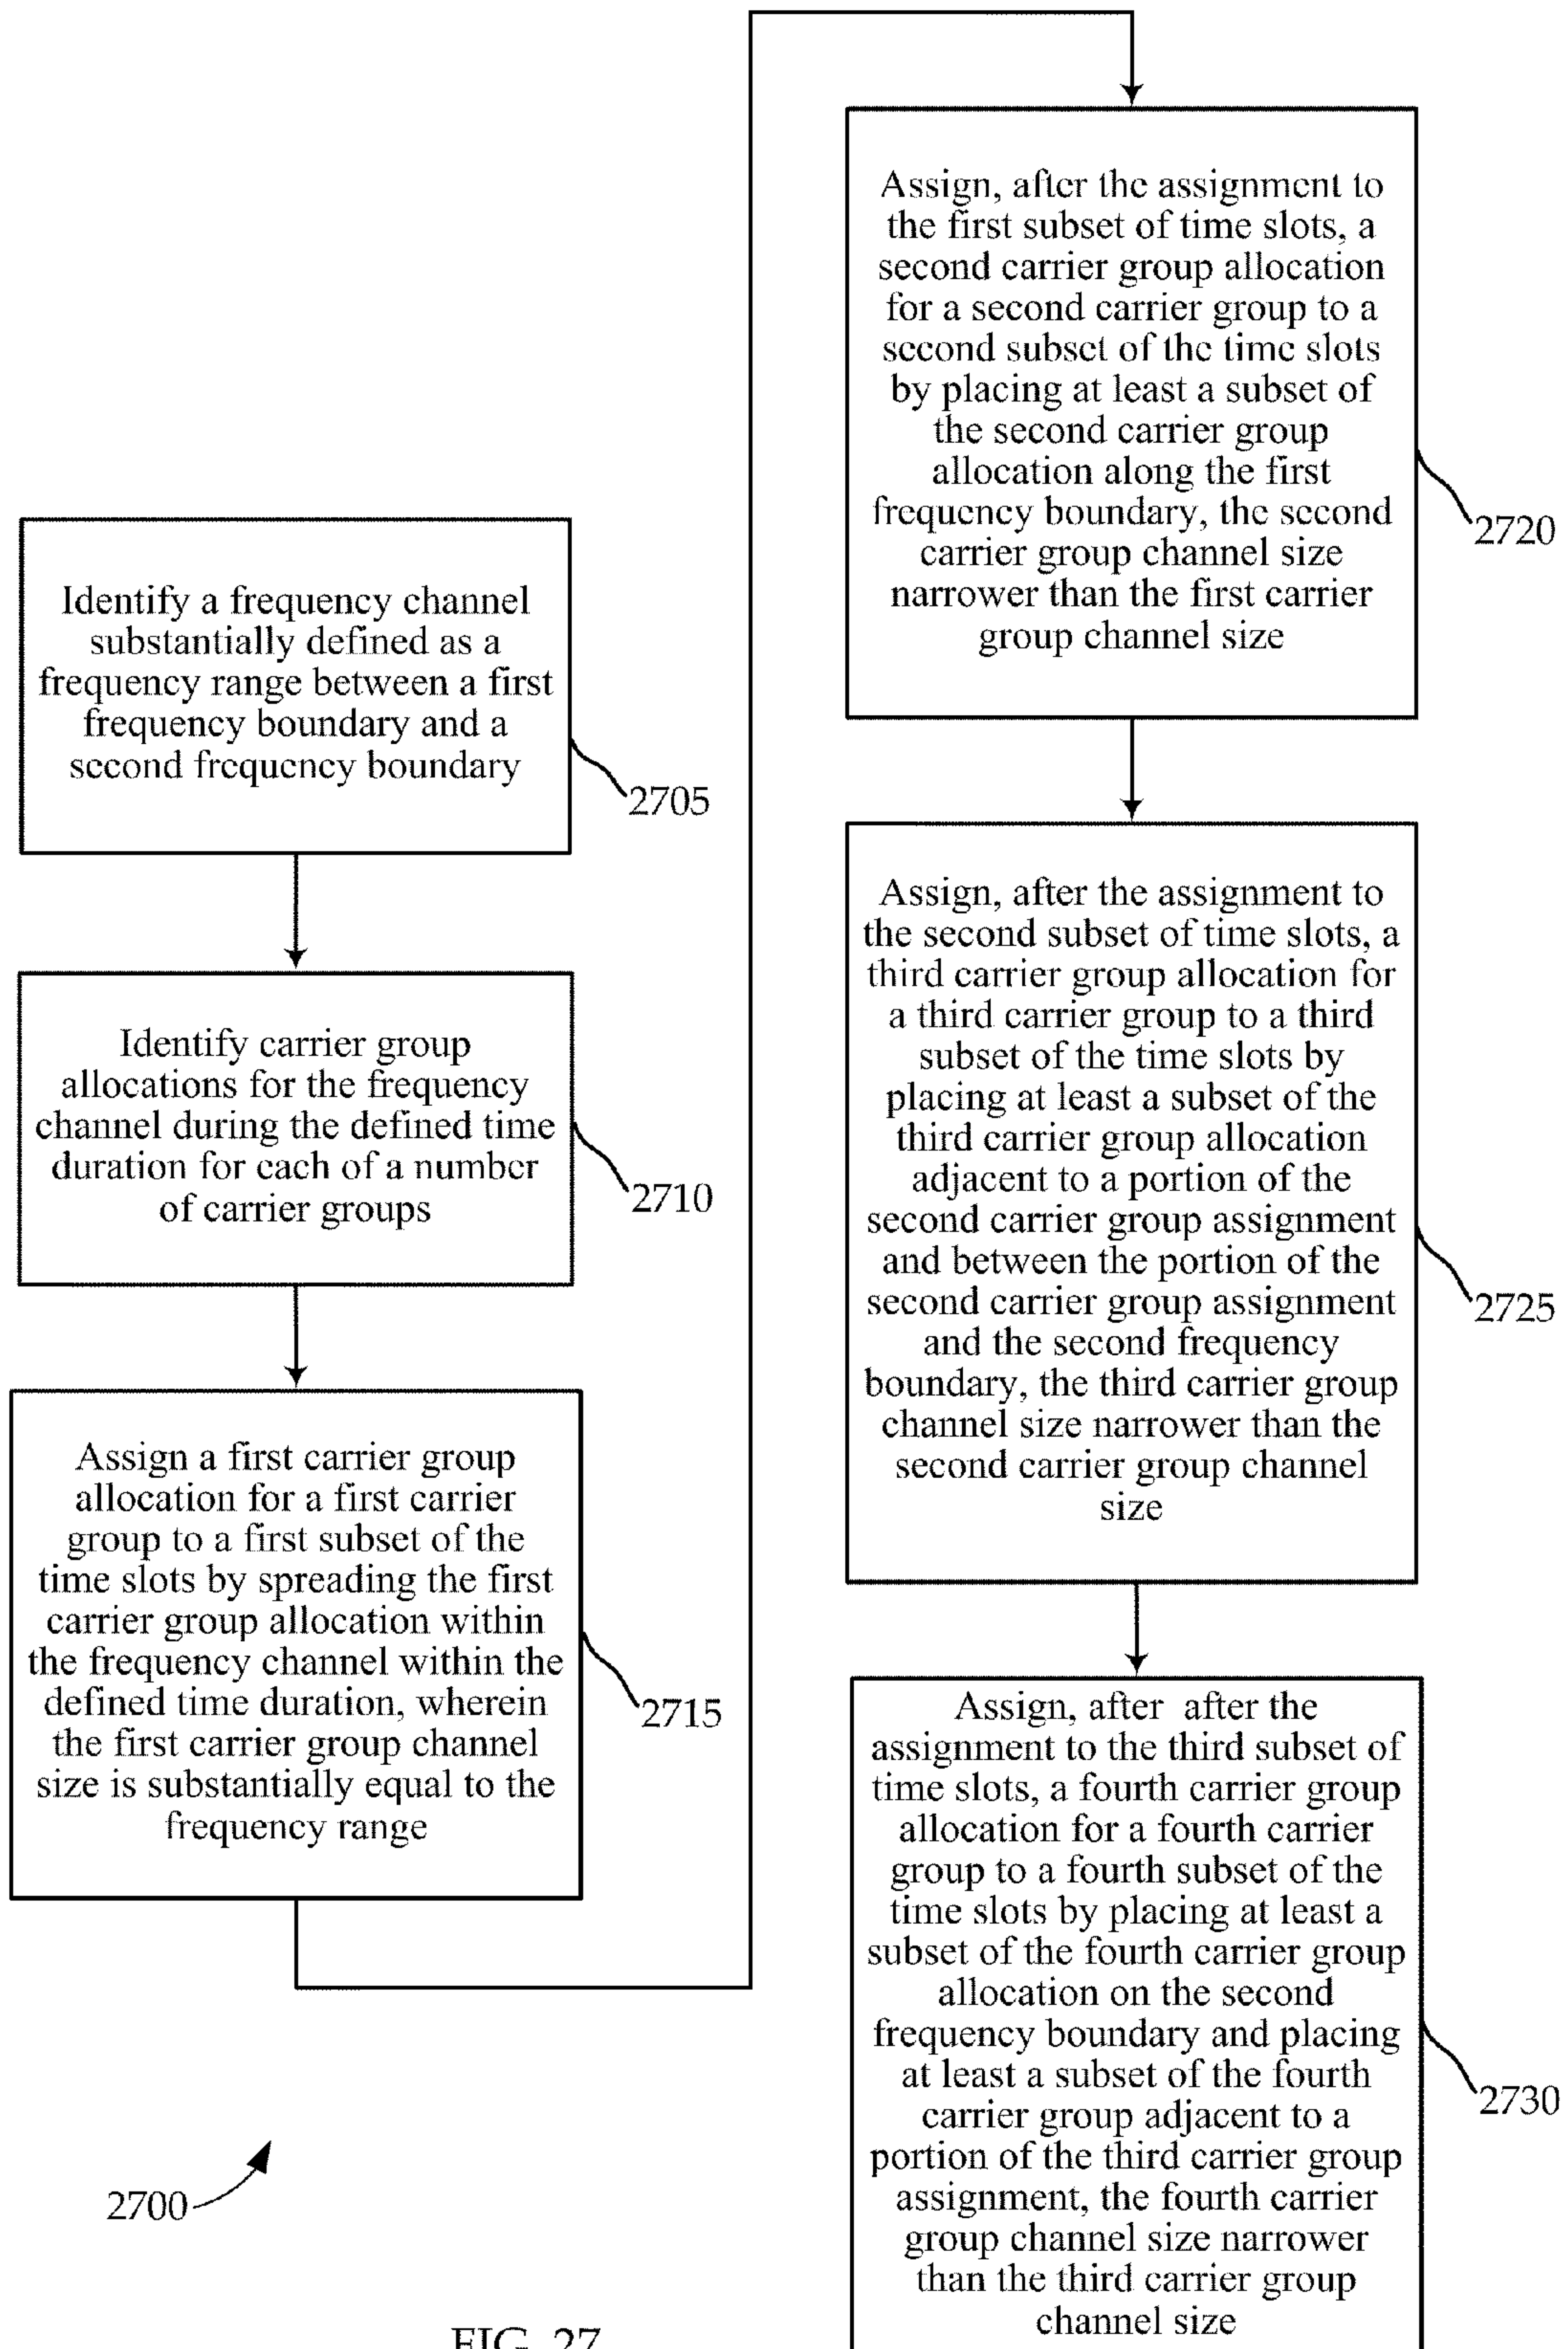 Identify a frequency channel
substantially defined as a
frequency range between a first
frequency boundary and a
second frequency boundary
2705
Identify carrier group
allocations for the frequency
channel during the defined time
duration for each of a number
of carrier groups
2710
Assign a first carrier group
allocation for a first carrier
group to a first subset of the
time slots by spreading the first
carrier group allocation within
the frequency channel within the
defined time duration, wherein
the first carrier group channel
size is substantially equal to the
frequency range
2715
Assign, after the assignment to
the first subset of time slots, a
second carrier group allocation
for a second carrier group to a
second subset of the time slots
by placing at least a subset of
the second carrier group
allocation along the first
frequency boundary, the second
carrier group channel size
narrower than the first carrier
group channel size
2720
Assign, after the assignment to
the second subset of time slots, a
third carrier group allocation for
a third carrier group to a third
subset of the time slots by
placing at least a subset of the
third carrier group allocation
adjacent to a portion of the
second carrier group assignment
and between the portion of the
second carrier group assignment
and the second frequency
boundary, the third carrier group
channel size narrower than the
second carrier group channel
size
2725
Assign, after after the
assignment to the third subset of
time slots, a fourth carrier group
allocation for a fourth carrier
group to a fourth subset of the
time slots by placing at least a
subset of the fourth carrier group
allocation on the second
frequency boundary and placing
at least a subset of the fourth
carrier group adjacent to a
portion of the third carrier group
assignment, the fourth carrier
group channel size narrower
than the third carrier group
channel size
2730
2700
FIG. 27